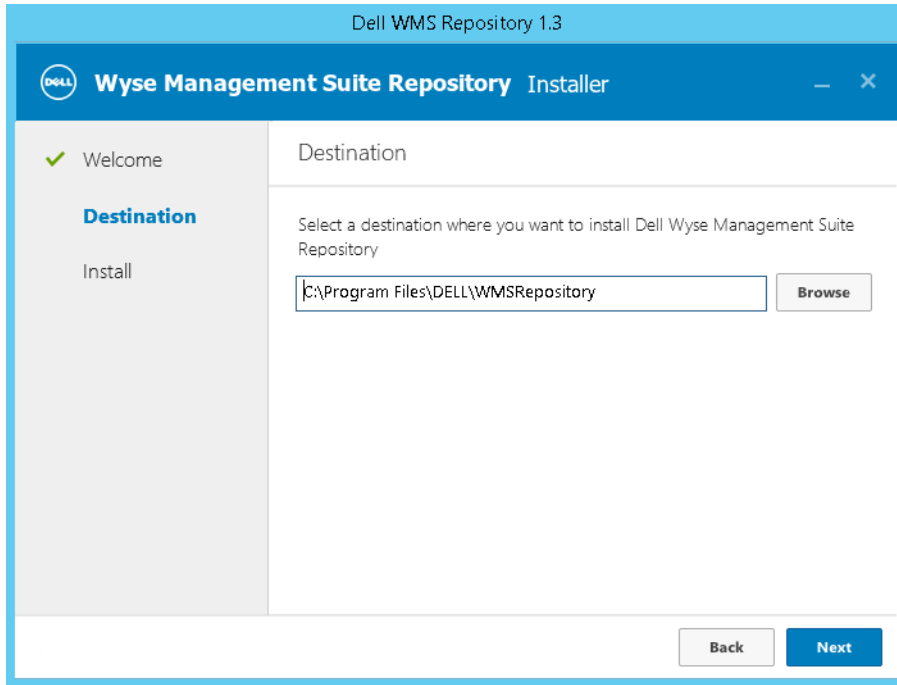 Dell WMS Repository 1.3
DELL Wyse Management Suite Repository Installer
Welcome
Destination
Install
Destination
Select a destination where you want to install Dell Wyse Management Suite
Repository
C:\Program Files\DELL\WMSRepository
Browse
Back
Next